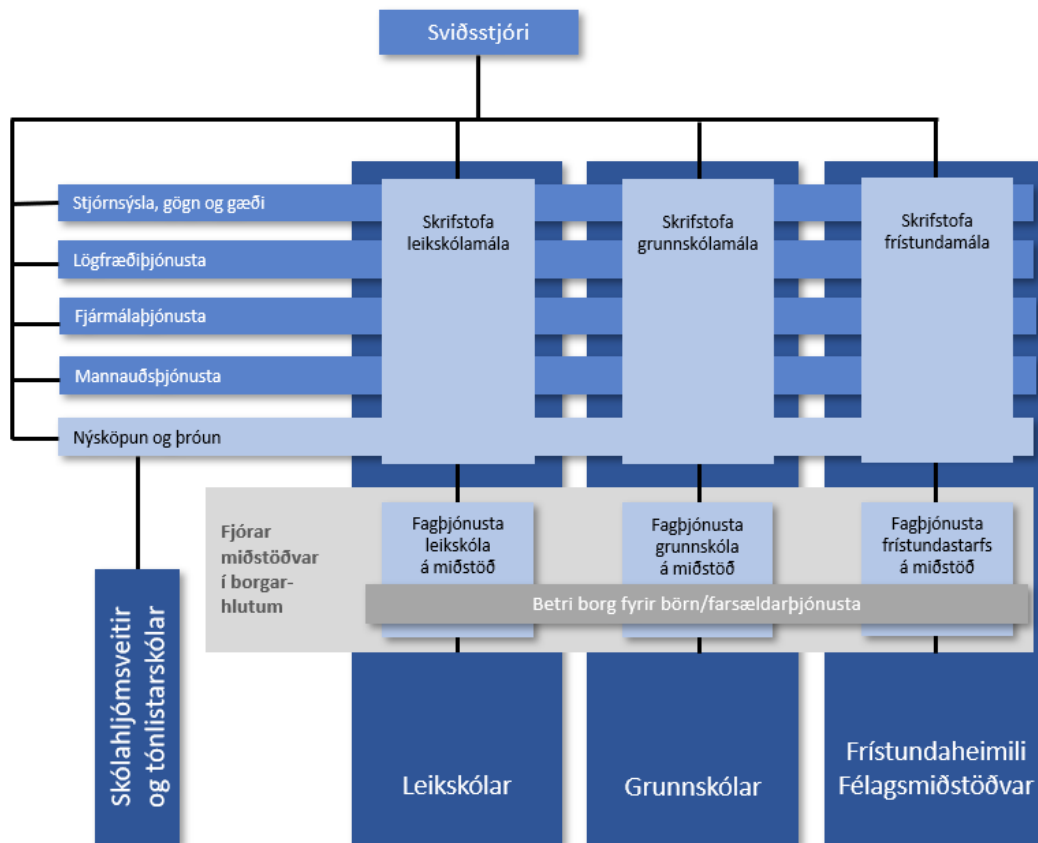 Sviðsstjóri
Stjórnsýsla, gögn og gæði
Lögfræðiþjónusta
Fjármálaþjónusta
Mannauðsþjónusta
Nýsköpun og þróun
Skrifstofa
leikskólamála
Skrifstofa
grunnskólamála
Skrifstofa
frístundamála
Fjórar
miðstöðvar
í borgar-
hlutum
Fagþjónusta
leikskóla
á miðstöð
Fagþjónusta
grunnskóla
á miðstöð
Fagþjónusta
frístundastarfs
á miðstöð
Betri borg fyrir börn/farsældarþjónusta
Skólahljómsveitir
og tónlistarskólar
Leikskólar
Grunnskólar
Frístundaheimili
Félagsmiðstöðvar